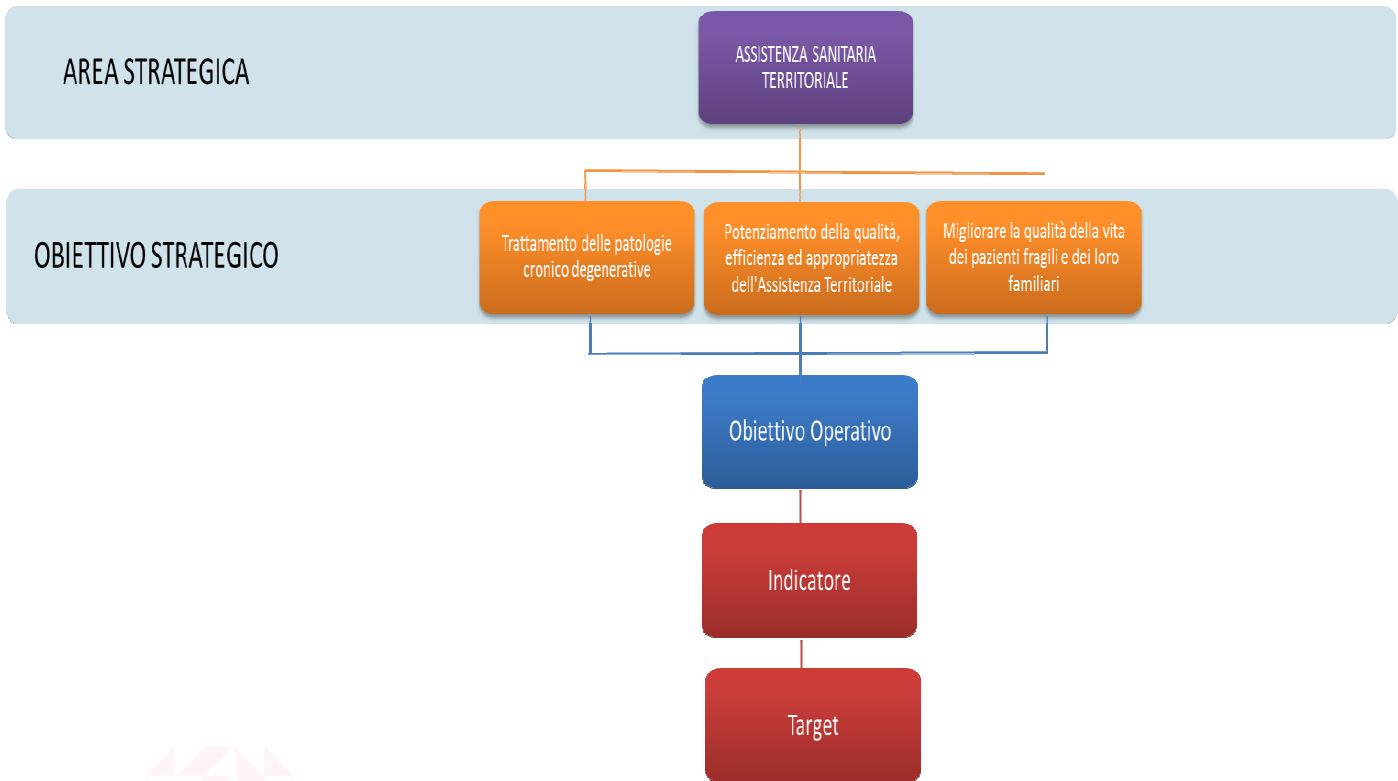 AREA STRATEGICA
ASSISTENZA SANITARIA
TERRITORIALE
OBIETTIVO STRATEGICO
Trattamento delle patologie
cronico degenerative
Potenziamento della qualità,
efficienza ed appropriatezza
dell'Assistenza Territoriale
Migliorare la qualità della vita
dei pazienti fragili e dei loro
familiari
Obiettivo Operativo
Indicatore
Target